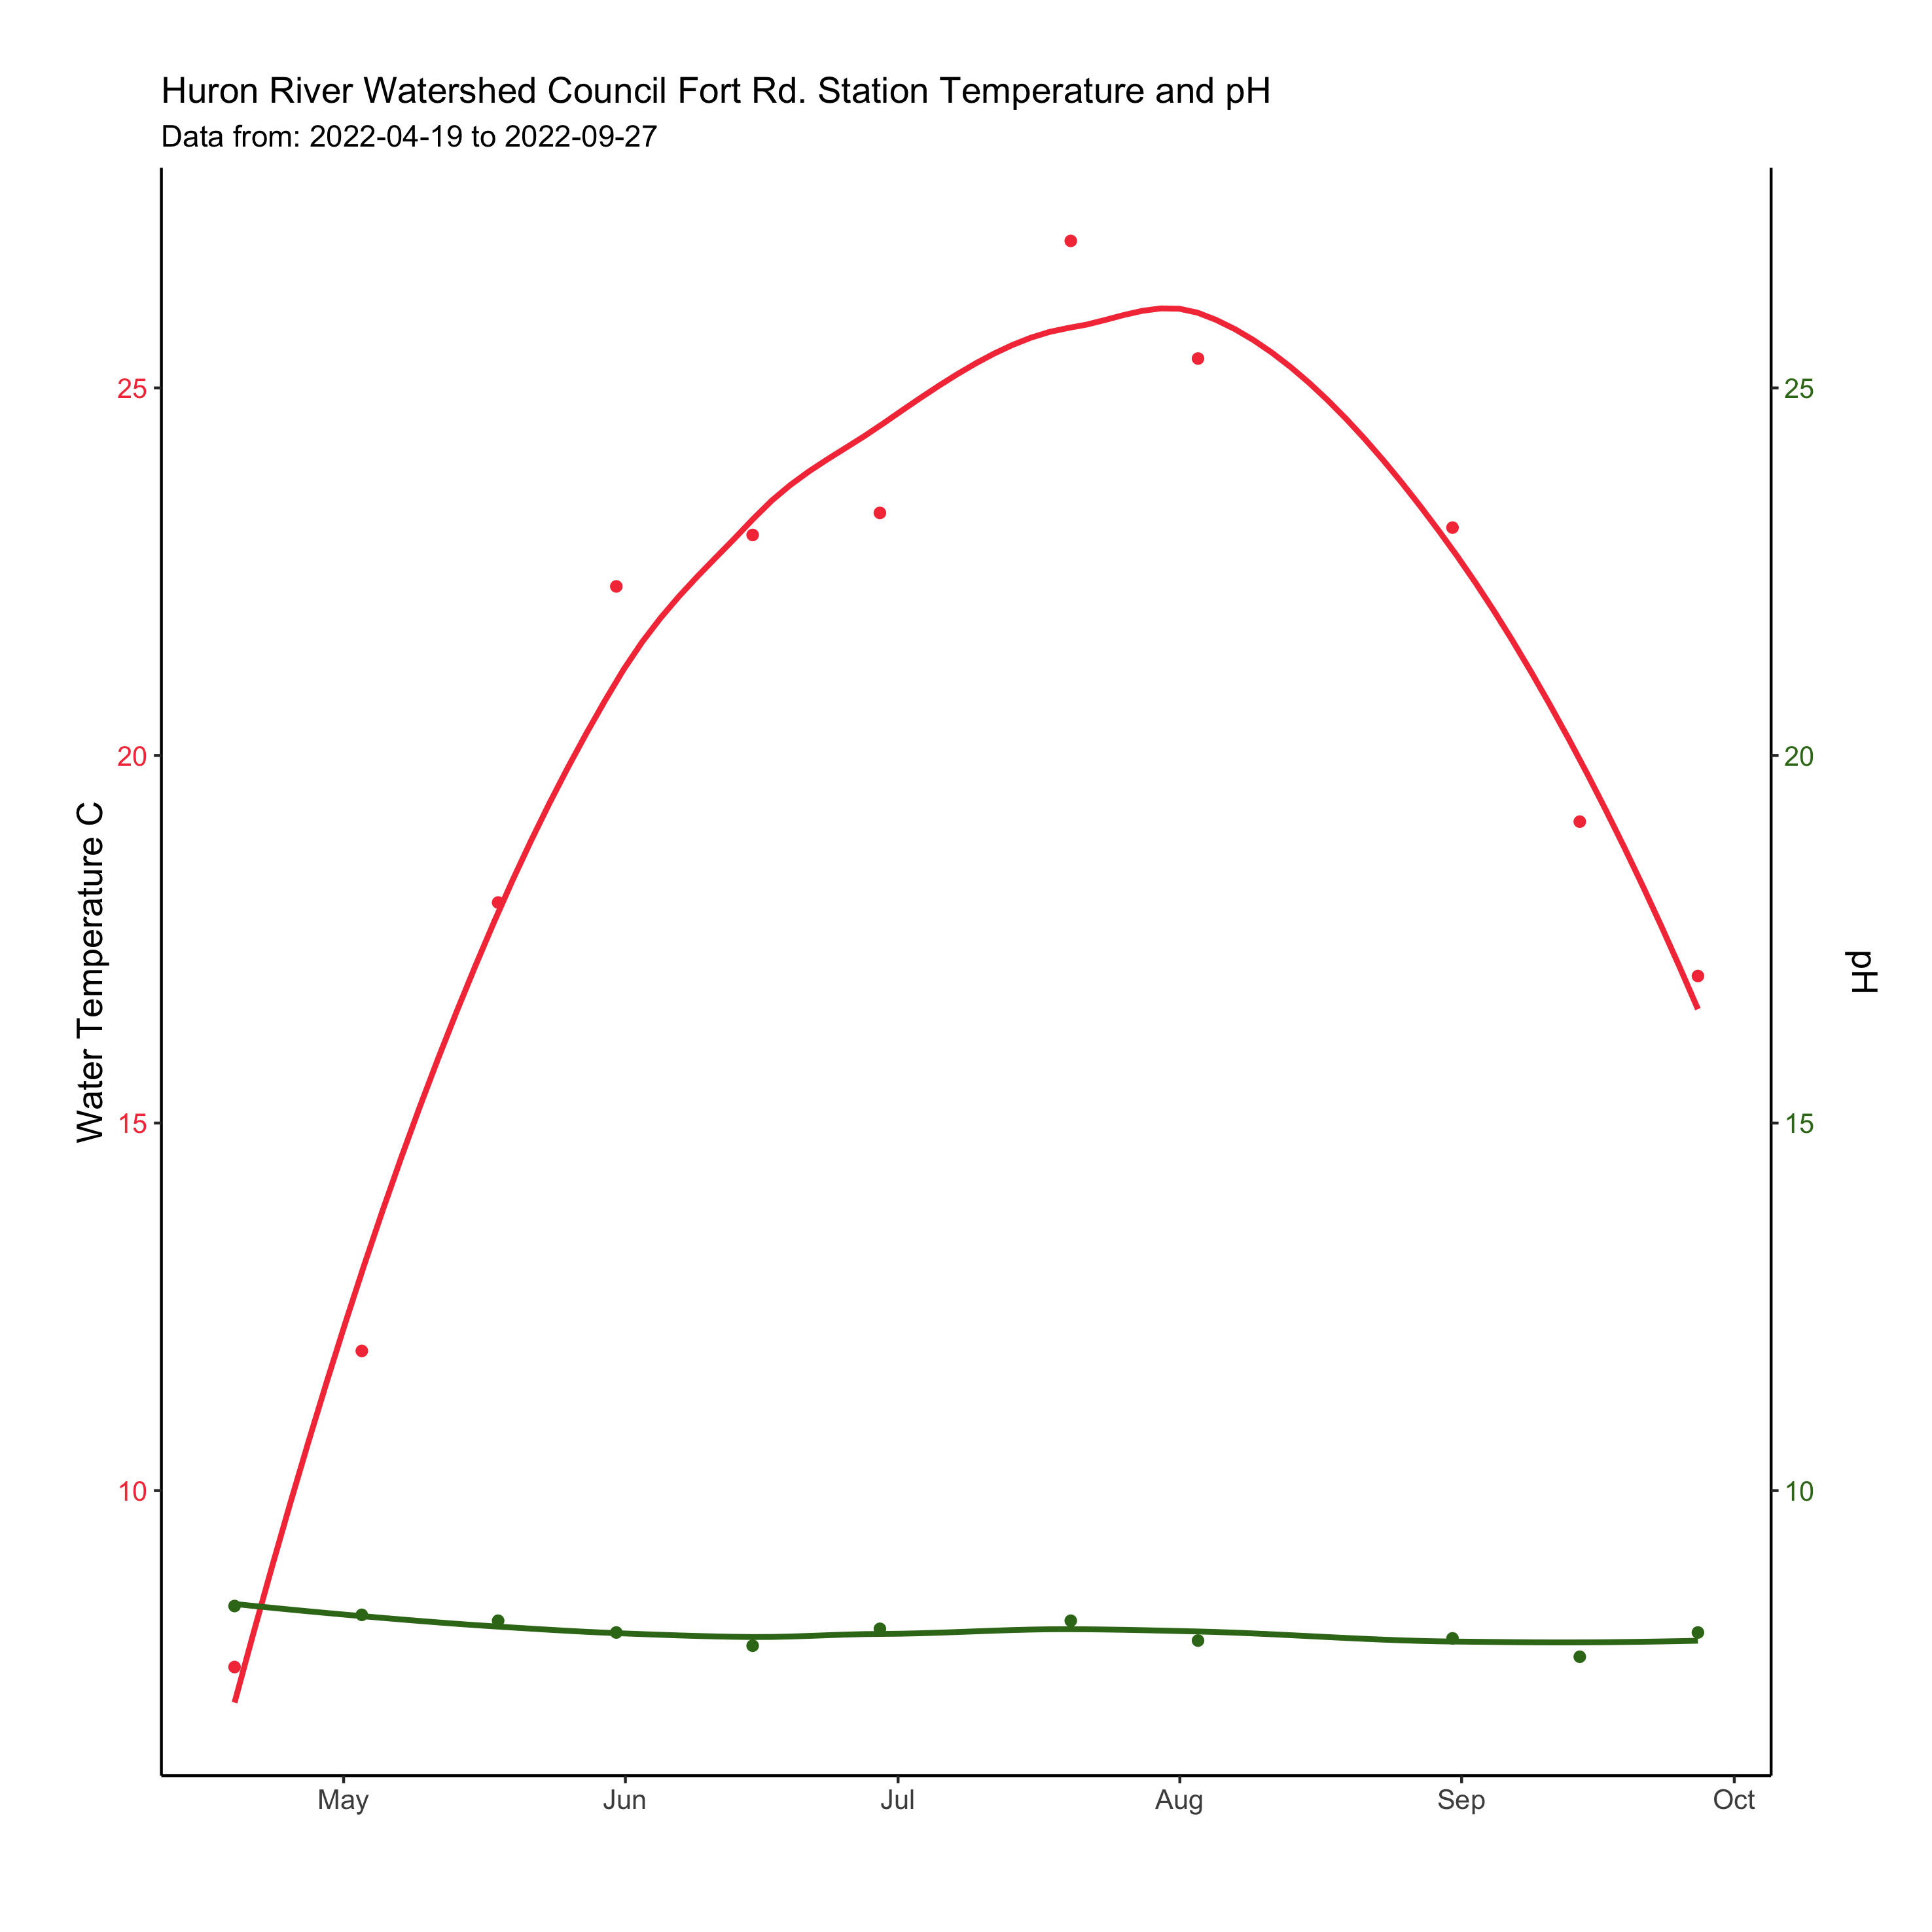 Huron River Watershed Council Fort Rd. Station Temperature and pH
Data from: 2022-04-19 to 2022-09-27
Water Temperature C
25
20
15
10
25
20
15
10
pH
May
Jun
Jul
Aug
Sep
Oct